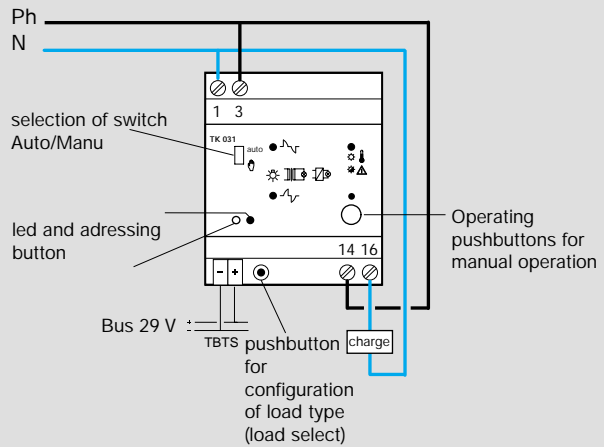 Ph
N
1 3
selection of switch
Auto/Manu
TK 031
auto
led and adressing
button
Operating
pushbuttons for
manual operation
14 16
- +
Bus 29 V
TBTS
pushbutton
for
configuration
of load type
(load select)
charge